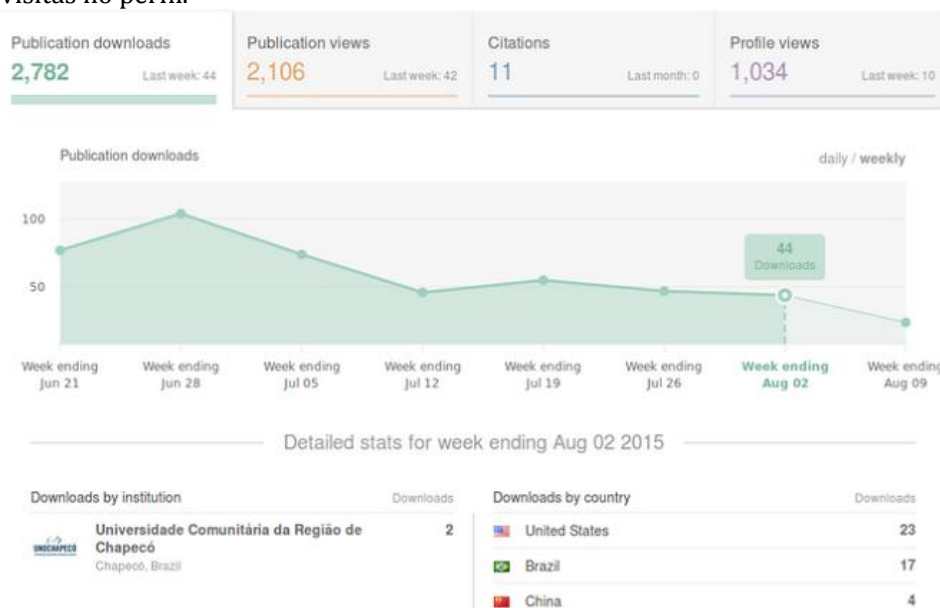 visitas no perfil.
Publication downloads
2,782 Last week: 44
Publication views
2,106 Last week: 42
Citations
11 Last month: 0
Profile views
1,034 Last week: 10
Publication downloads daily / weekly
100
50
44
Downloads
Week ending
Jun 21
Week ending
Jun 28
Week ending
Jul 05
Week ending
Jul 12
Week ending
Jul 19
Week ending
Jul 26
Week ending
Aug 02
Week ending
Aug 09
Detailed stats for week ending Aug 02 2015
Downloads by institution Downloads
UNOCHAPECÓ
Universidade Comunitária da Região de 2
Chapecó
Chapecó, Brazil
Downloads by country Downloads
United States 23
Brazil 17
China 4